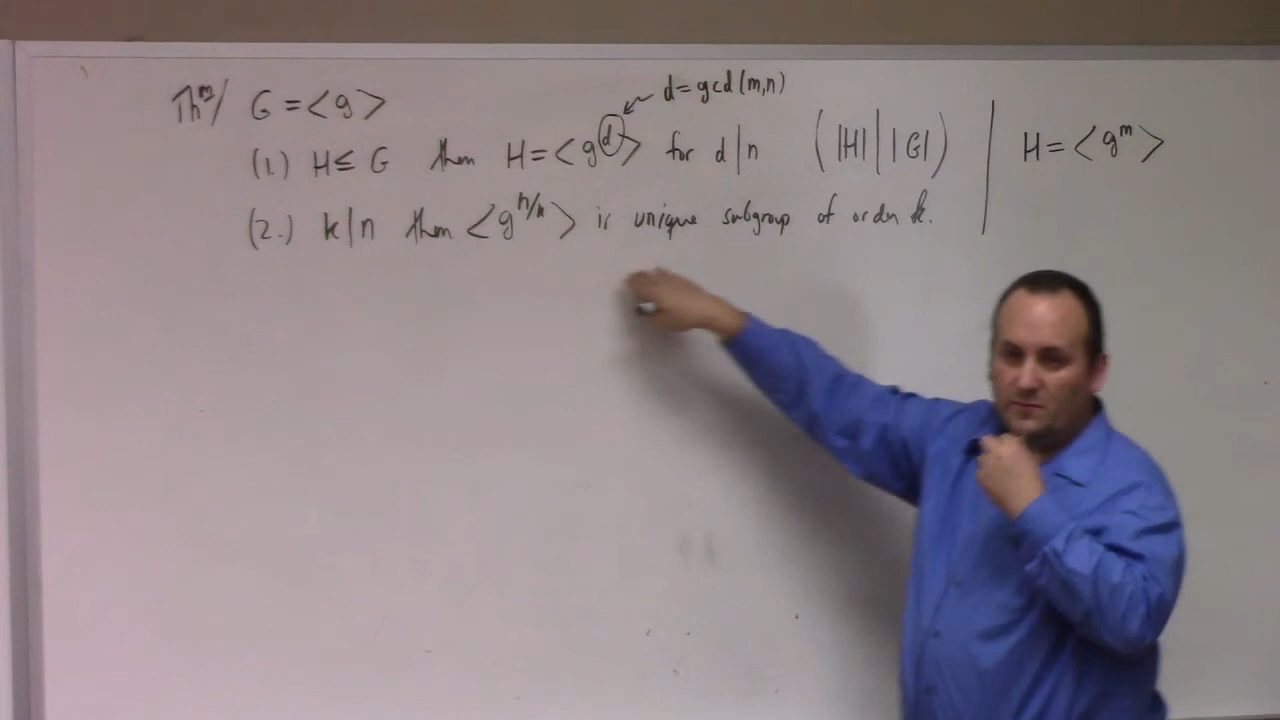 d=gcd(m,n)
Thᵐ/ G=<g>
(1.) H≤G then H=<g^d> for d|n (|H| | |G|) | H=<g^m>
(2.) k|n then <g^{n/k}> is unique subgroup of order k.